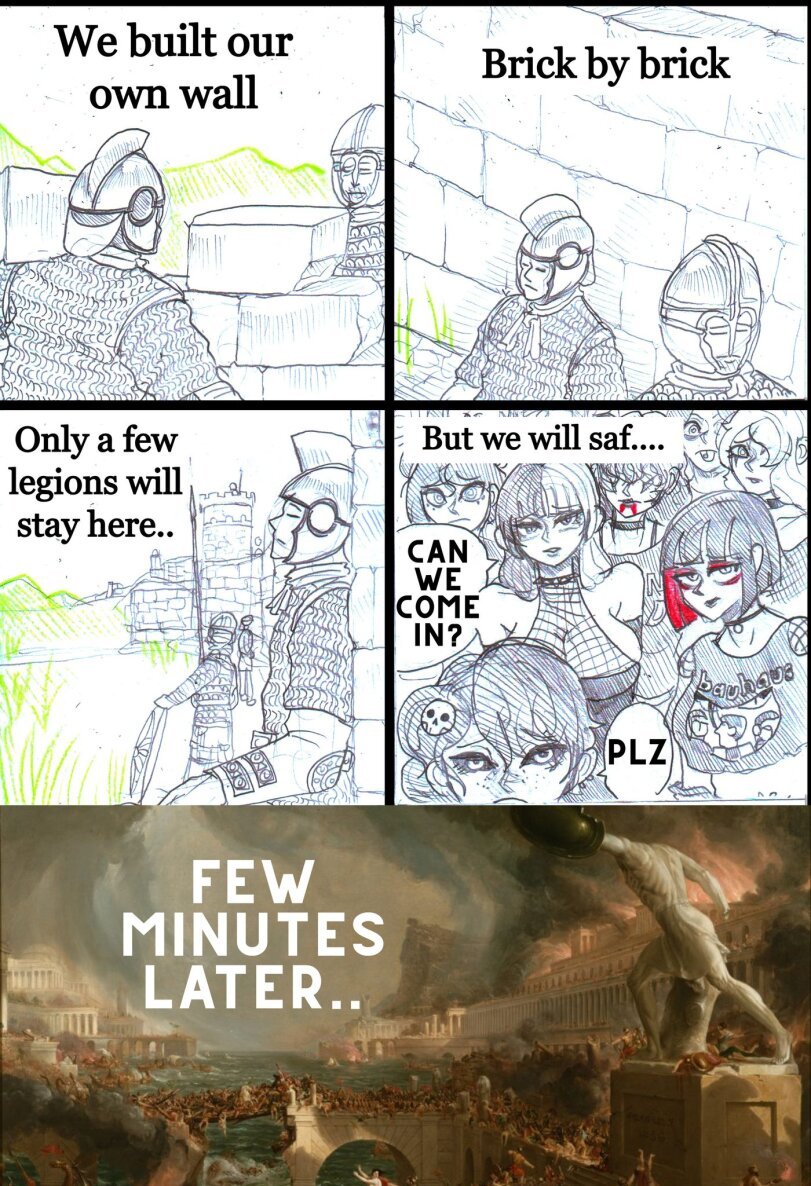 We built our
own wall
Brick by brick
Only a few
legions will
stay here..
But we will saf....
CAN
WE
COME
IN?
bauhaus
PLZ
FEW
MINUTES
LATER..